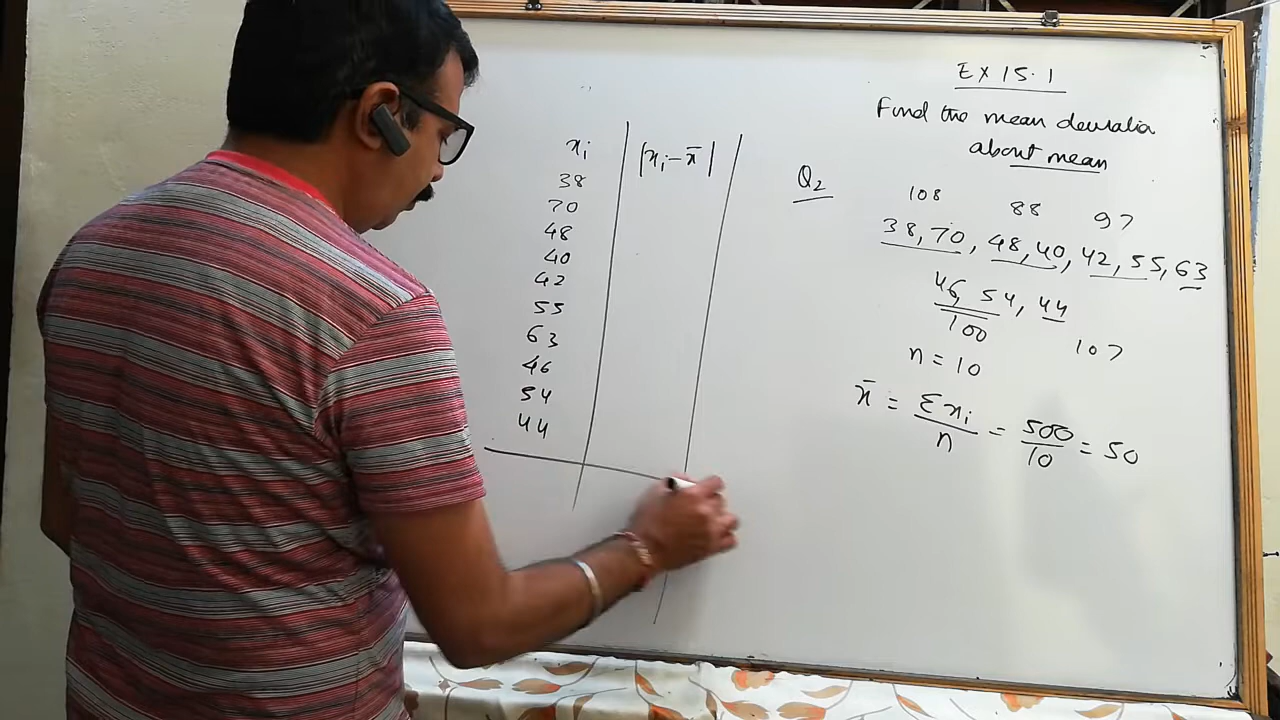 Ex 15.1
Find the mean deviation
about mean
Q2
108 88 97
38, 70, 48, 40, 42, 55, 63
46, 54, 44
100
107
n = 10
x̄ = Σxi / n = 500/10 = 50
xi |xi - x̄|
38
70
48
40
42
55
63
46
54
44